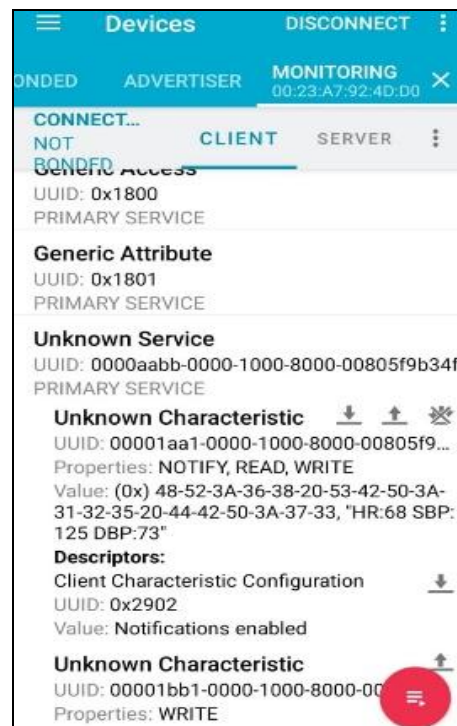 Devices
DISCONNECT
ONDED
ADVERTISER
MONITORING
00:23:A7:92:4D:D0
CONNECT...
NOT
BONDED
CLIENT
SERVER
Generic Access
UUID: 0x1800
PRIMARY SERVICE
Generic Attribute
UUID: 0x1801
PRIMARY SERVICE
Unknown Service
UUID: 0000aabb-0000-1000-8000-00805f9b34f
PRIMARY SERVICE
Unknown Characteristic
UUID: 00001aa1-0000-1000-8000-00805f9...
Properties: NOTIFY, READ, WRITE
Value: (0x) 48-52-3A-36-38-20-53-42-50-3A-
31-32-35-20-44-42-50-3A-37-33, "HR:68 SBP:
125 DBP:73"
Descriptors:
Client Characteristic Configuration
UUID: 0x2902
Value: Notifications enabled
Unknown Characteristic
UUID: 00001bb1-0000-1000-8000-00
Properties: WRITE